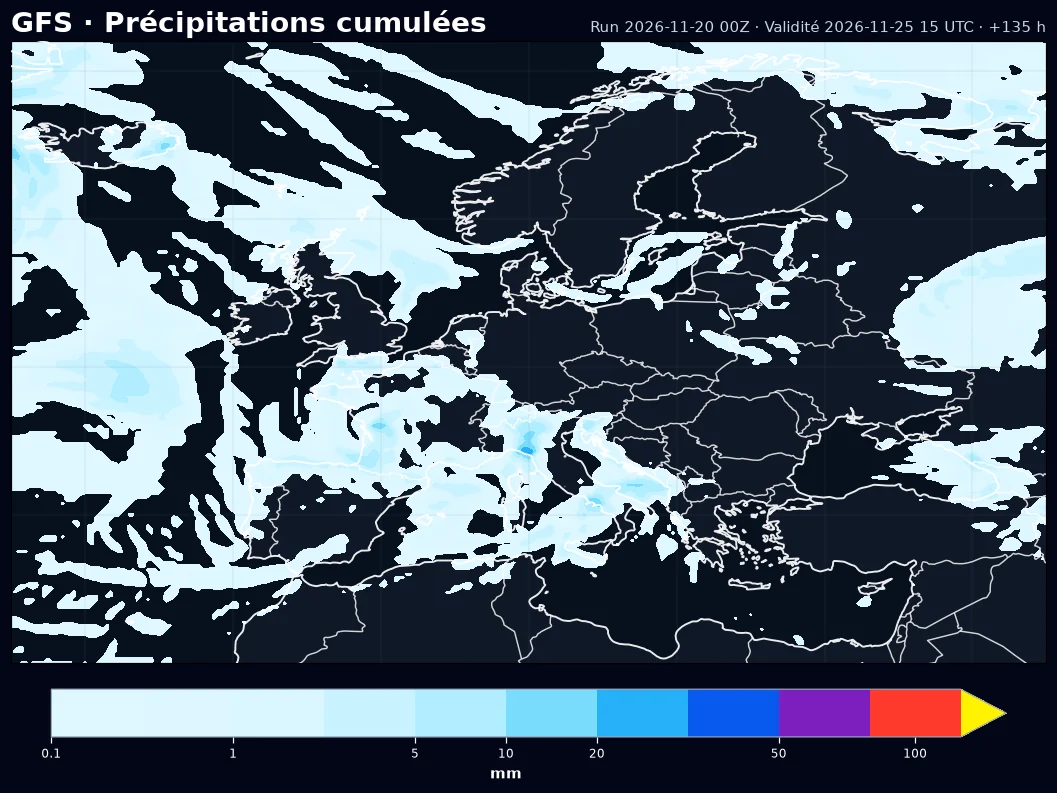 GFS · Précipitations cumulées
Run 2026-11-20 00Z · Validité 2026-11-25 15 UTC · +135 h
0.1 1 5 10 20 50 100
mm